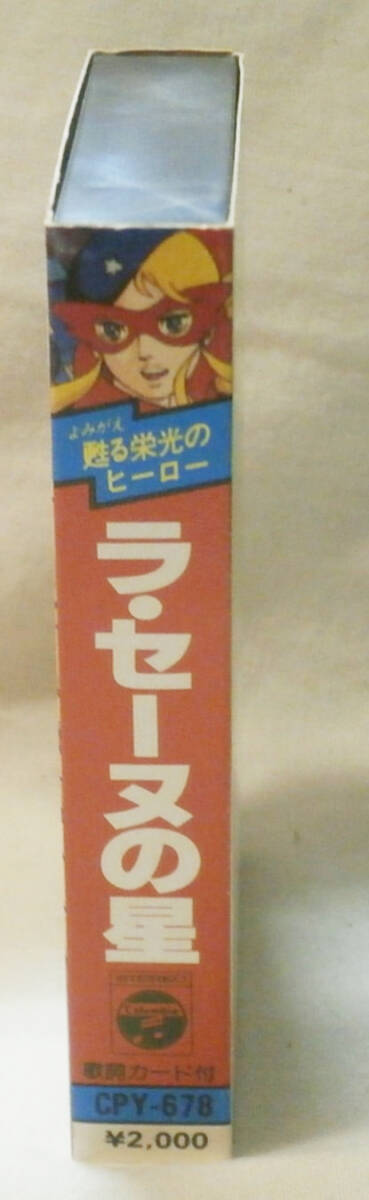 よみがえ
甦る栄光の
ヒーロー
ラ・セーヌの星
Columbia
歌詞カード付
CPY-678
¥2,000